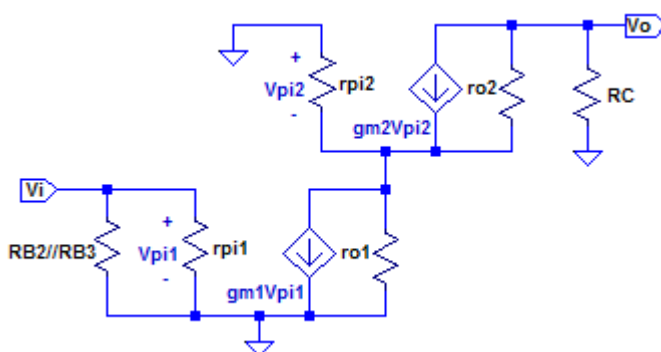 Vo
+
Vpi2
-
rpi2
gm2Vpi2
ro2
RC
Vi
RB2//RB3
+
Vpi1
-
rpi1
gm1Vpi1
ro1